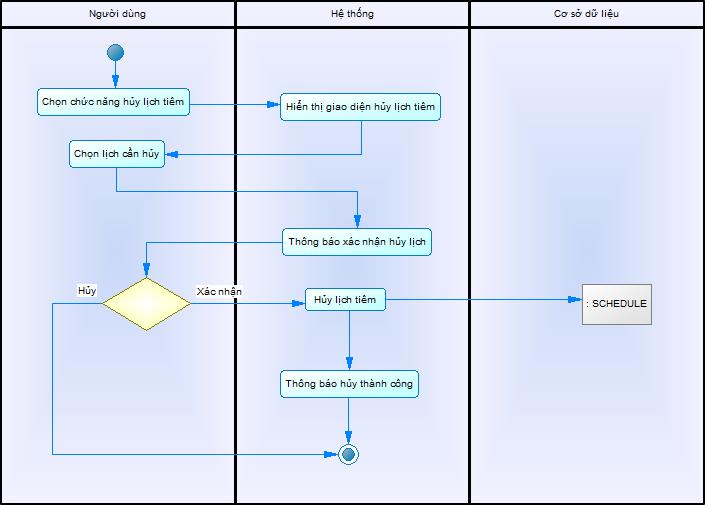 Người dùng
Hệ thống
Cơ sở dữ liệu
Chọn chức năng hủy lịch tiêm
Hiển thị giao diện hủy lịch tiêm
Chọn lịch cần hủy
Thông báo xác nhận hủy lịch
Hủy
Xác nhận
Hủy lịch tiêm
: SCHEDULE
Thông báo hủy thành công